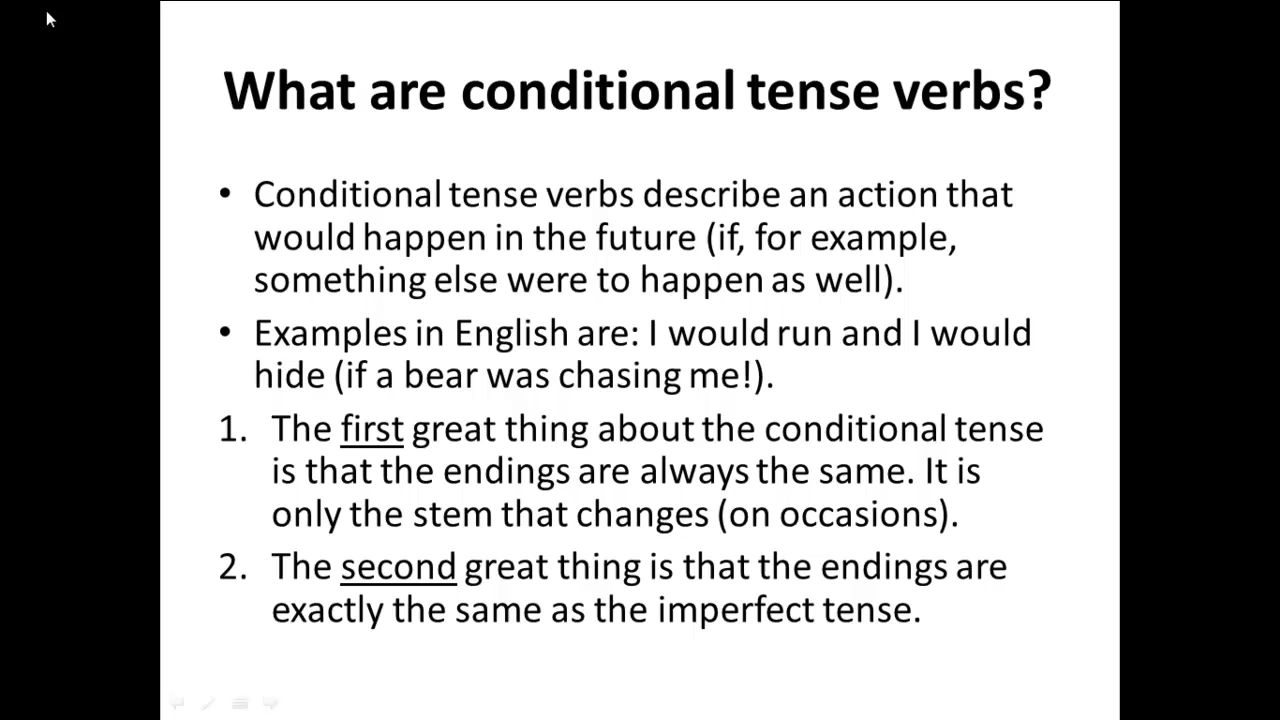 What are conditional tense verbs?
• Conditional tense verbs describe an action that
would happen in the future (if, for example,
something else were to happen as well).
• Examples in English are: I would run and I would
hide (if a bear was chasing me!).
1. The first great thing about the conditional tense
is that the endings are always the same. It is
only the stem that changes (on occasions).
2. The second great thing is that the endings are
exactly the same as the imperfect tense.